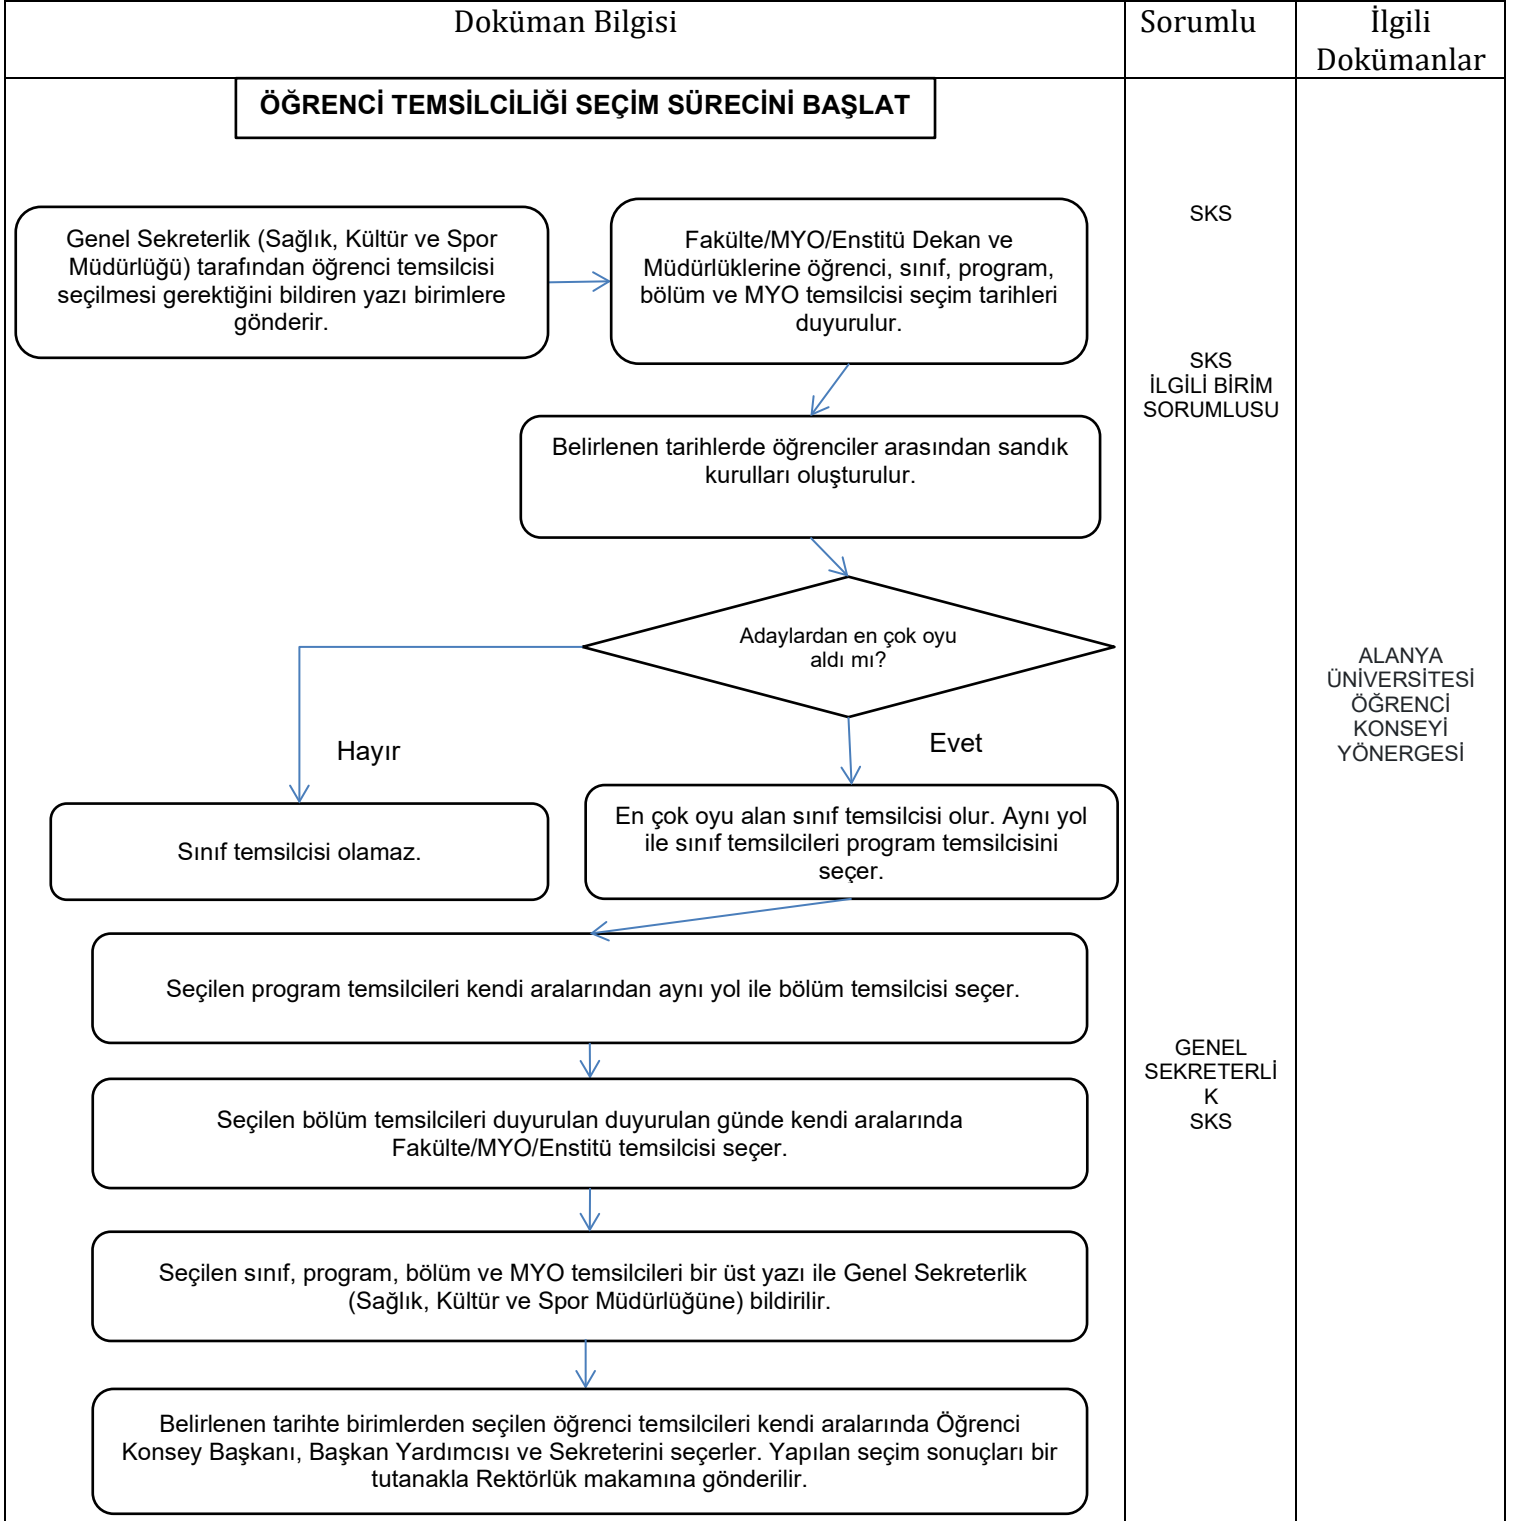 Doküman Bilgisi
Sorumlu
İlgili
Dokümanlar
ÖĞRENCİ TEMSİLCİLİĞİ SEÇİM SÜRECİNİ BAŞLAT
Genel Sekreterlik (Sağlık, Kültür ve Spor
Müdürlüğü) tarafından öğrenci temsilcisi
seçilmesi gerektiğini bildiren yazı birimlere
gönderir.
Fakülte/MYO/Enstitü Dekan ve
Müdürlüklerine öğrenci, sınıf, program,
bölüm ve MYO temsilcisi seçim tarihleri
duyurulur.
SKS
SKS
İLGİLİ BİRİM
SORUMLUSU
Belirlenen tarihlerde öğrenciler arasından sandık
kurulları oluşturulur.
Adaylardan en çok oyu
aldı mı?
Hayır
Evet
Sınıf temsilcisi olamaz.
En çok oyu alan sınıf temsilcisi olur. Aynı yol
ile sınıf temsilcileri program temsilcisini
seçer.
ALANYA
ÜNİVERSİTESİ
ÖĞRENCİ
KONSEYİ
YÖNERGESİ
Seçilen program temsilcileri kendi aralarından aynı yol ile bölüm temsilcisi seçer.
GENEL
SEKRETERLİ
K
SKS
Seçilen bölüm temsilcileri duyurulan duyurulan günde kendi aralarında
Fakülte/MYO/Enstitü temsilcisi seçer.
Seçilen sınıf, program, bölüm ve MYO temsilcileri bir üst yazı ile Genel Sekreterlik
(Sağlık, Kültür ve Spor Müdürlüğüne) bildirilir.
Belirlenen tarihte birimlerden seçilen öğrenci temsilcileri kendi aralarında Öğrenci
Konsey Başkanı, Başkan Yardımcısı ve Sekreterini seçerler. Yapılan seçim sonuçları bir
tutanakla Rektörlük makamına gönderilir.